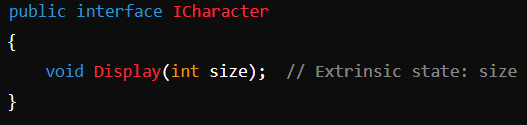 public interface ICharacter
{
    void Display(int size);  // Extrinsic state: size
}